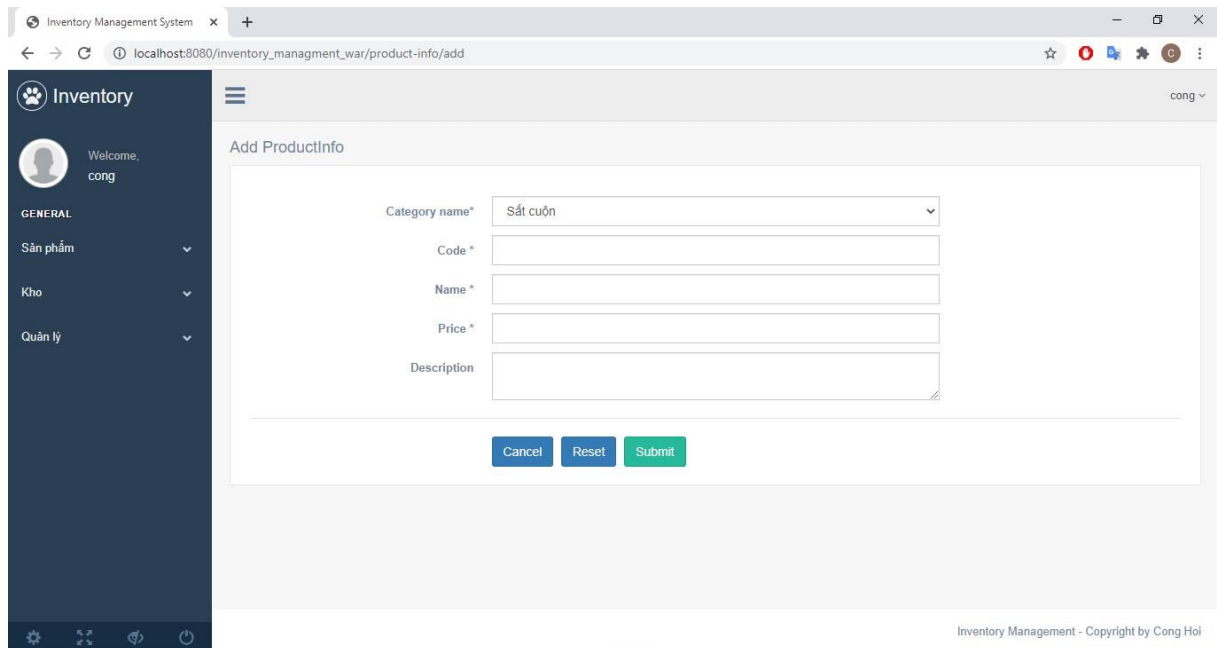 Inventory Management System
localhost:8080/inventory_managment_war/product-info/add
C
Inventory
cong
Welcome,
cong
GENERAL
Sản phẩm
Kho
Quản lý
Add ProductInfo
Category name*
Sắt cuộn
Code *
Name *
Price *
Description
Cancel Reset Submit
Inventory Management - Copyright by Cong Hoi